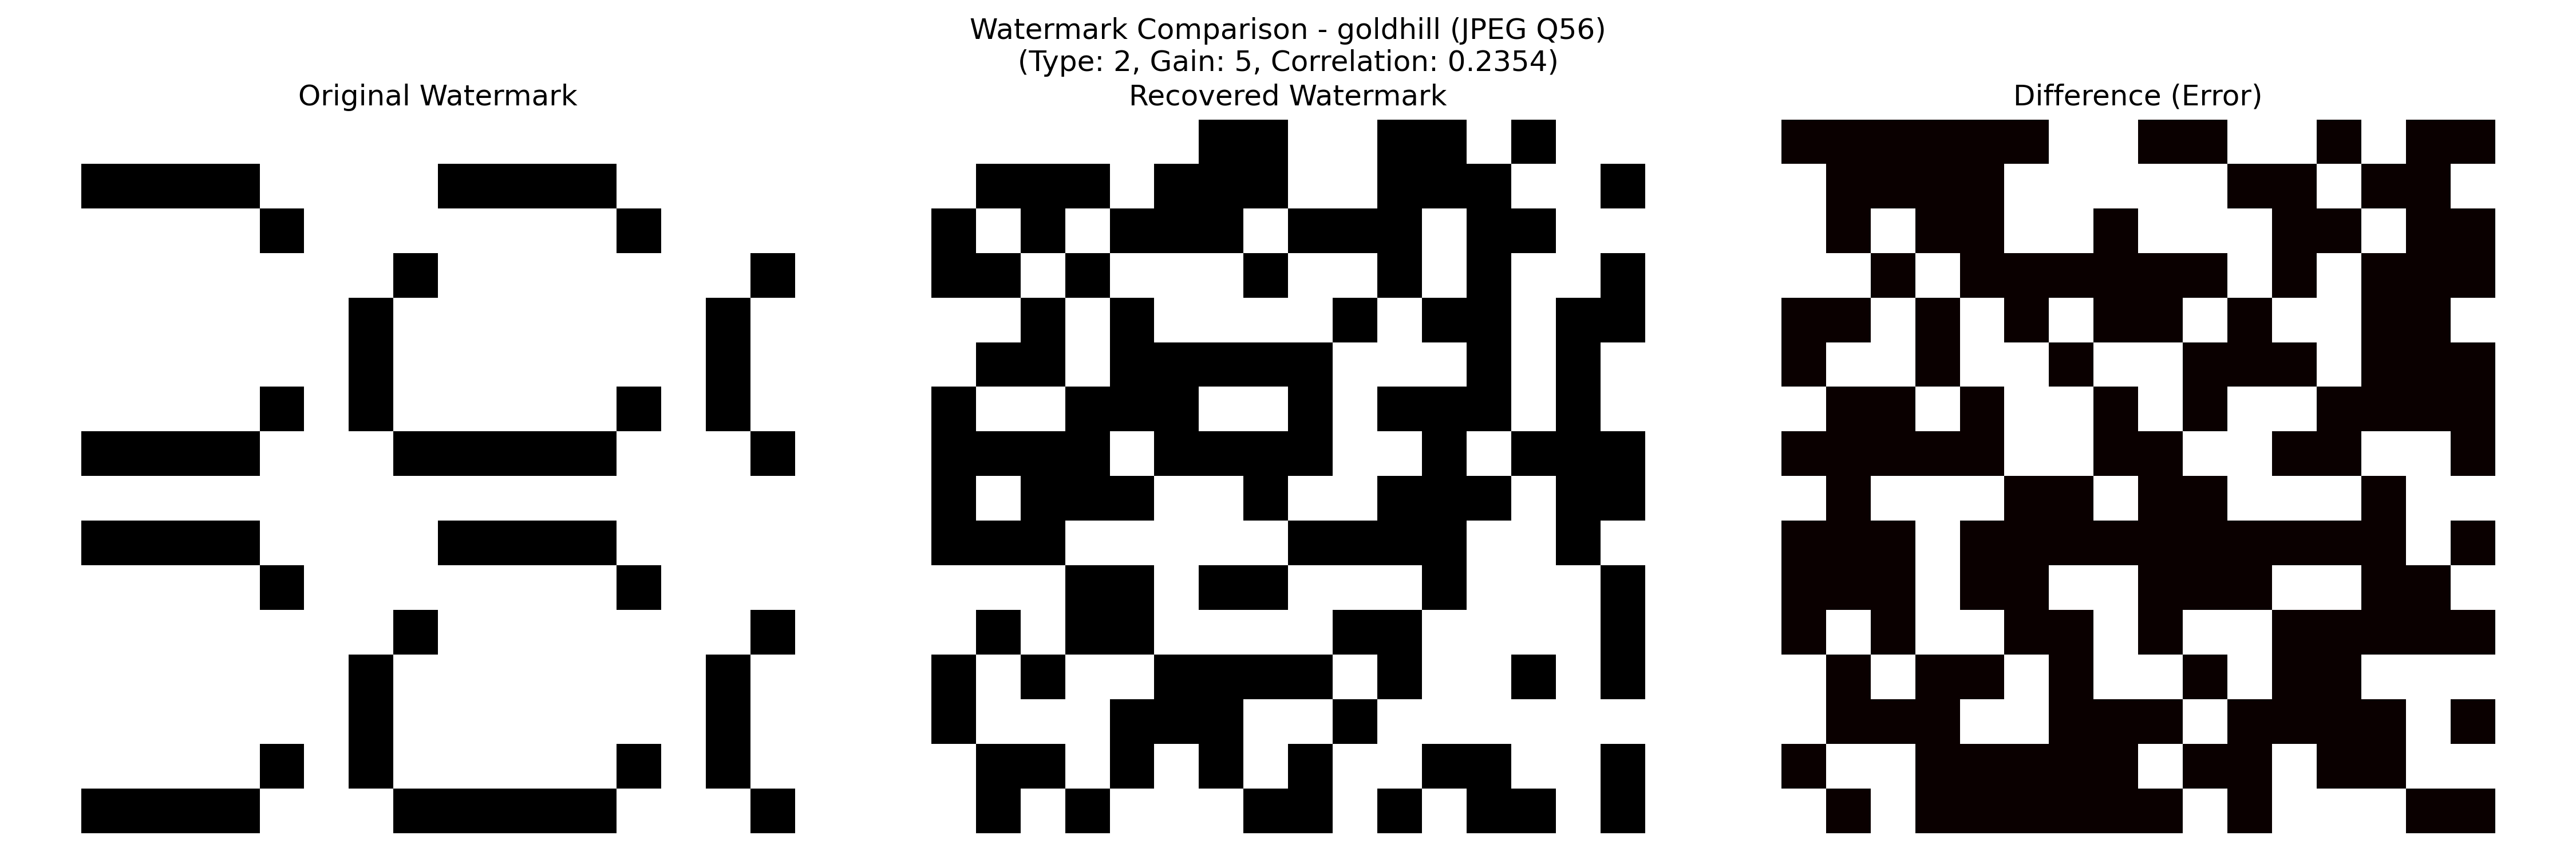 Watermark Comparison - goldhill (JPEG Q56)
(Type: 2, Gain: 5, Correlation: 0.2354)
Original Watermark
Recovered Watermark
Difference (Error)